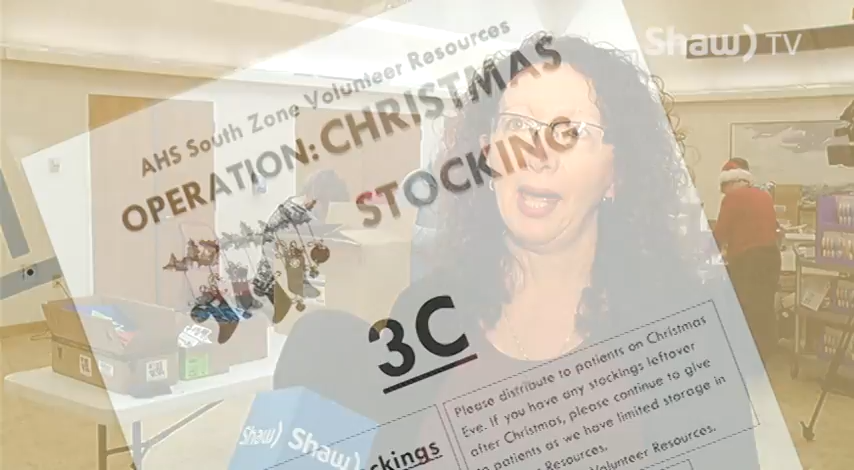 Shaw) TV
AHS South Zone Volunteer Resources
OPERATION: CHRISTMAS
STOCKING
3C
Please distribute to patients on Christmas
Eve. If you have any stockings leftover
after Christmas, please continue to give
to patients as we have limited storage in
Resources.
Volunteer Resources.
ckings
Shaw) Shaw)